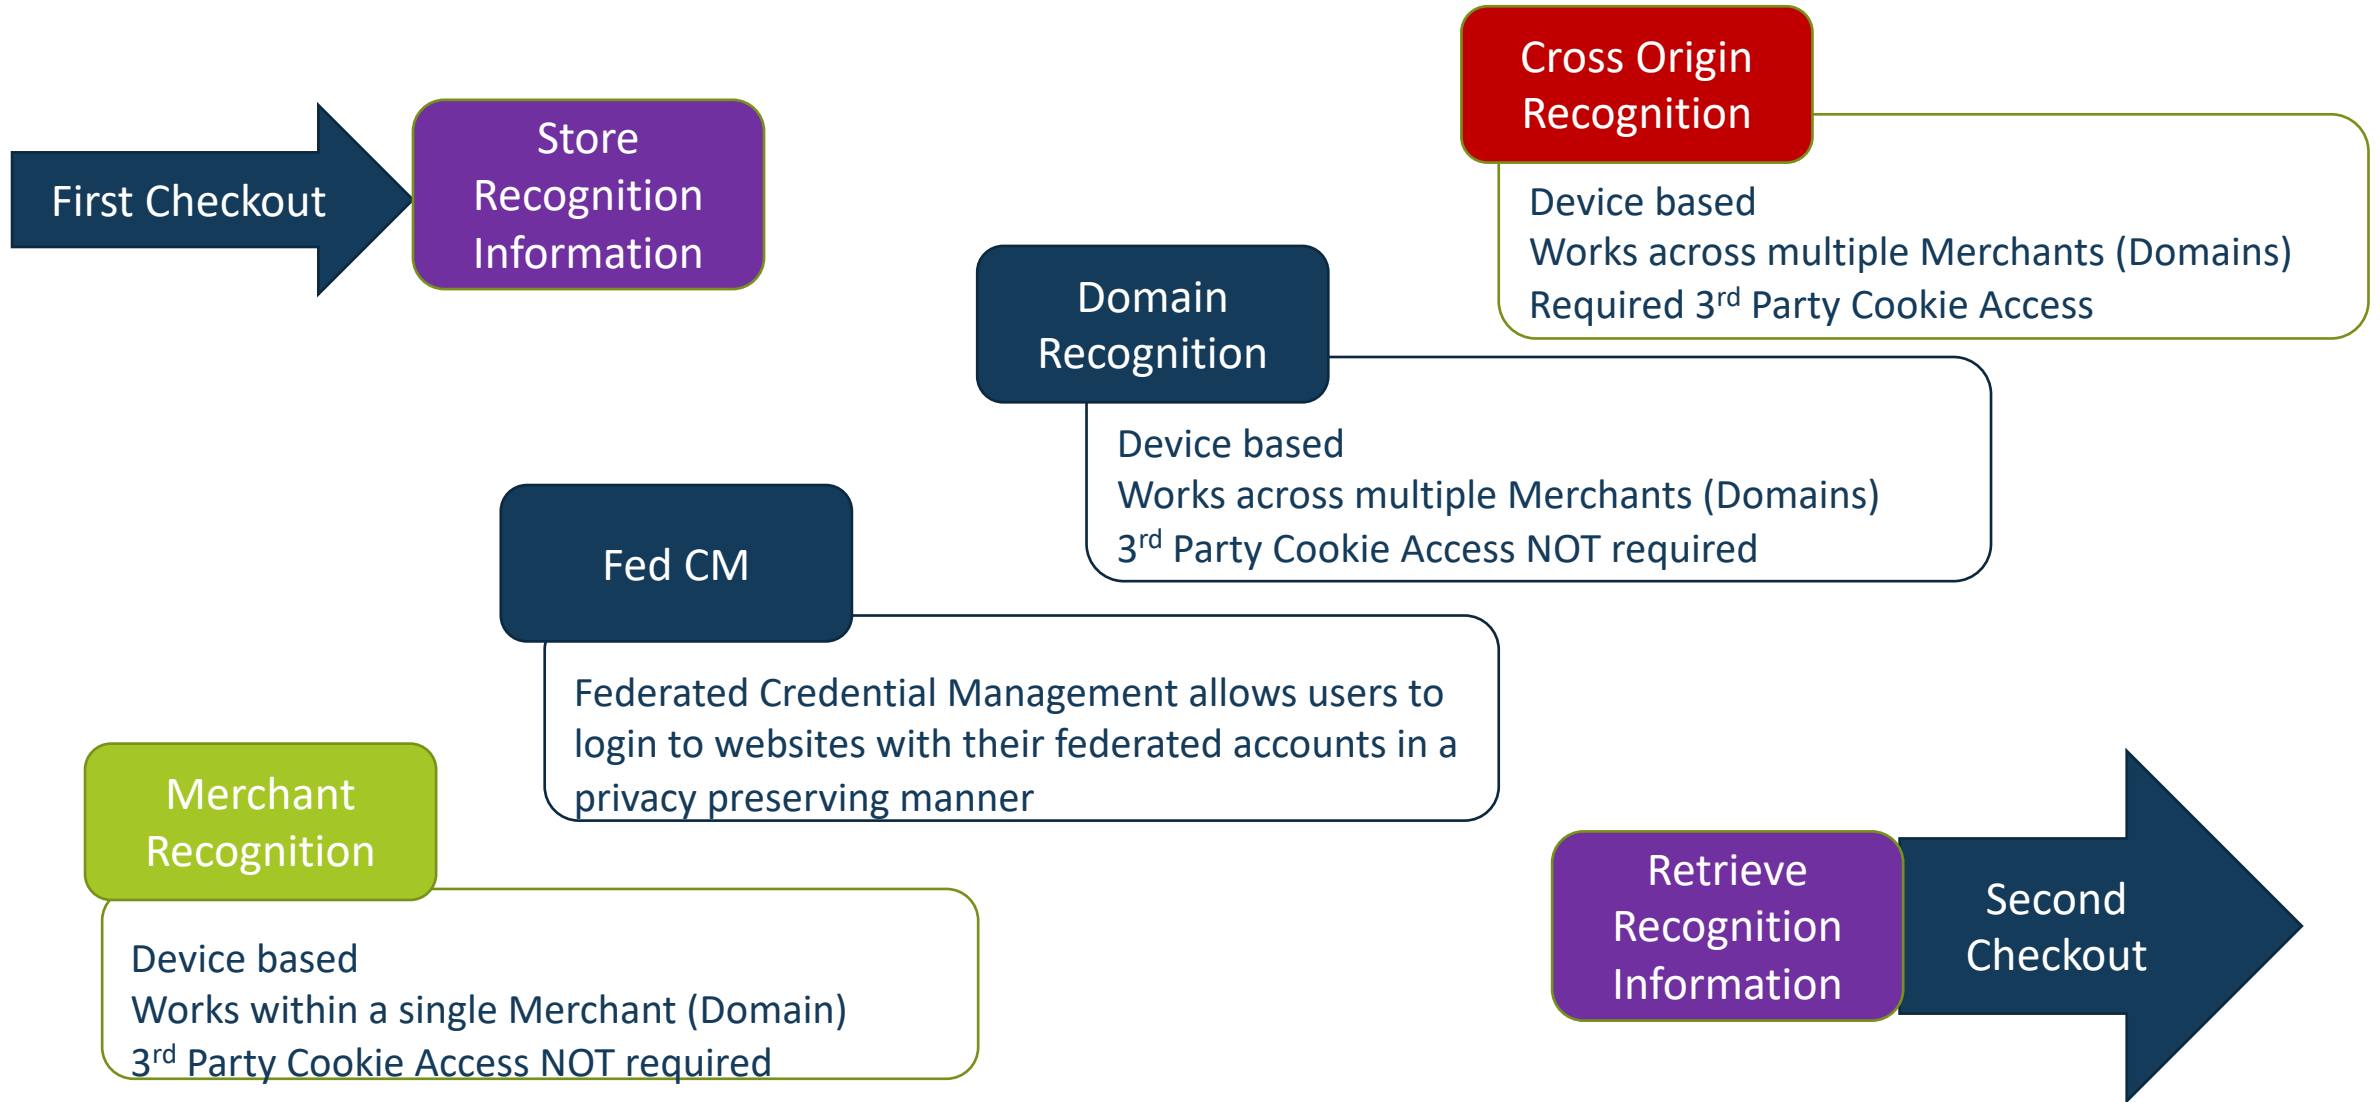 First Checkout
Store
Recognition
Information
Cross Origin
Recognition
Device based
Works across multiple Merchants (Domains)
Required 3rd Party Cookie Access
Domain
Recognition
Device based
Works across multiple Merchants (Domains)
3rd Party Cookie Access NOT required
Fed CM
Federated Credential Management allows users to
login to websites with their federated accounts in a
privacy preserving manner
Merchant
Recognition
Device based
Works within a single Merchant (Domain)
3rd Party Cookie Access NOT required
Retrieve
Recognition
Information
Second
Checkout